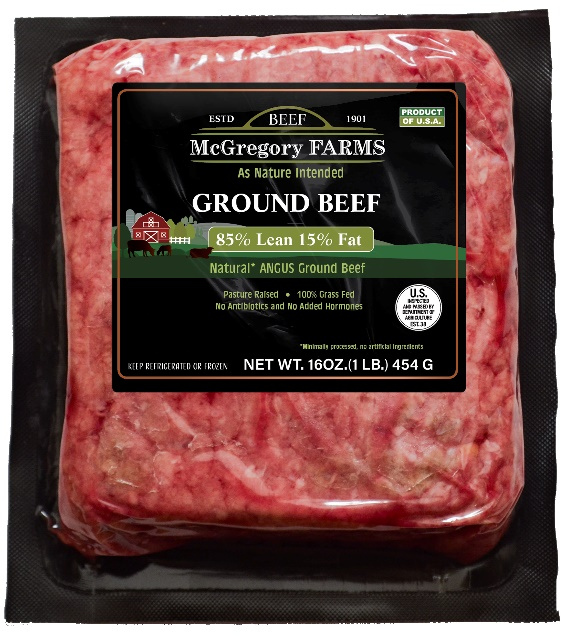 ESTD BEEF 1901
PRODUCT
OF U.S.A.
McGregory FARMS
As Nature Intended
GROUND BEEF
85% Lean 15% Fat
Natural* ANGUS Ground Beef
Pasture Raised • 100% Grass Fed
No Antibiotics and No Added Hormones
U.S.
INSPECTED
AND PASSED BY
DEPARTMENT OF
AGRICULTURE
EST. 38
*Minimally processed, no artificial ingredients
KEEP REFRIGERATED OR FROZEN NET WT. 16OZ.(1 LB.) 454 G